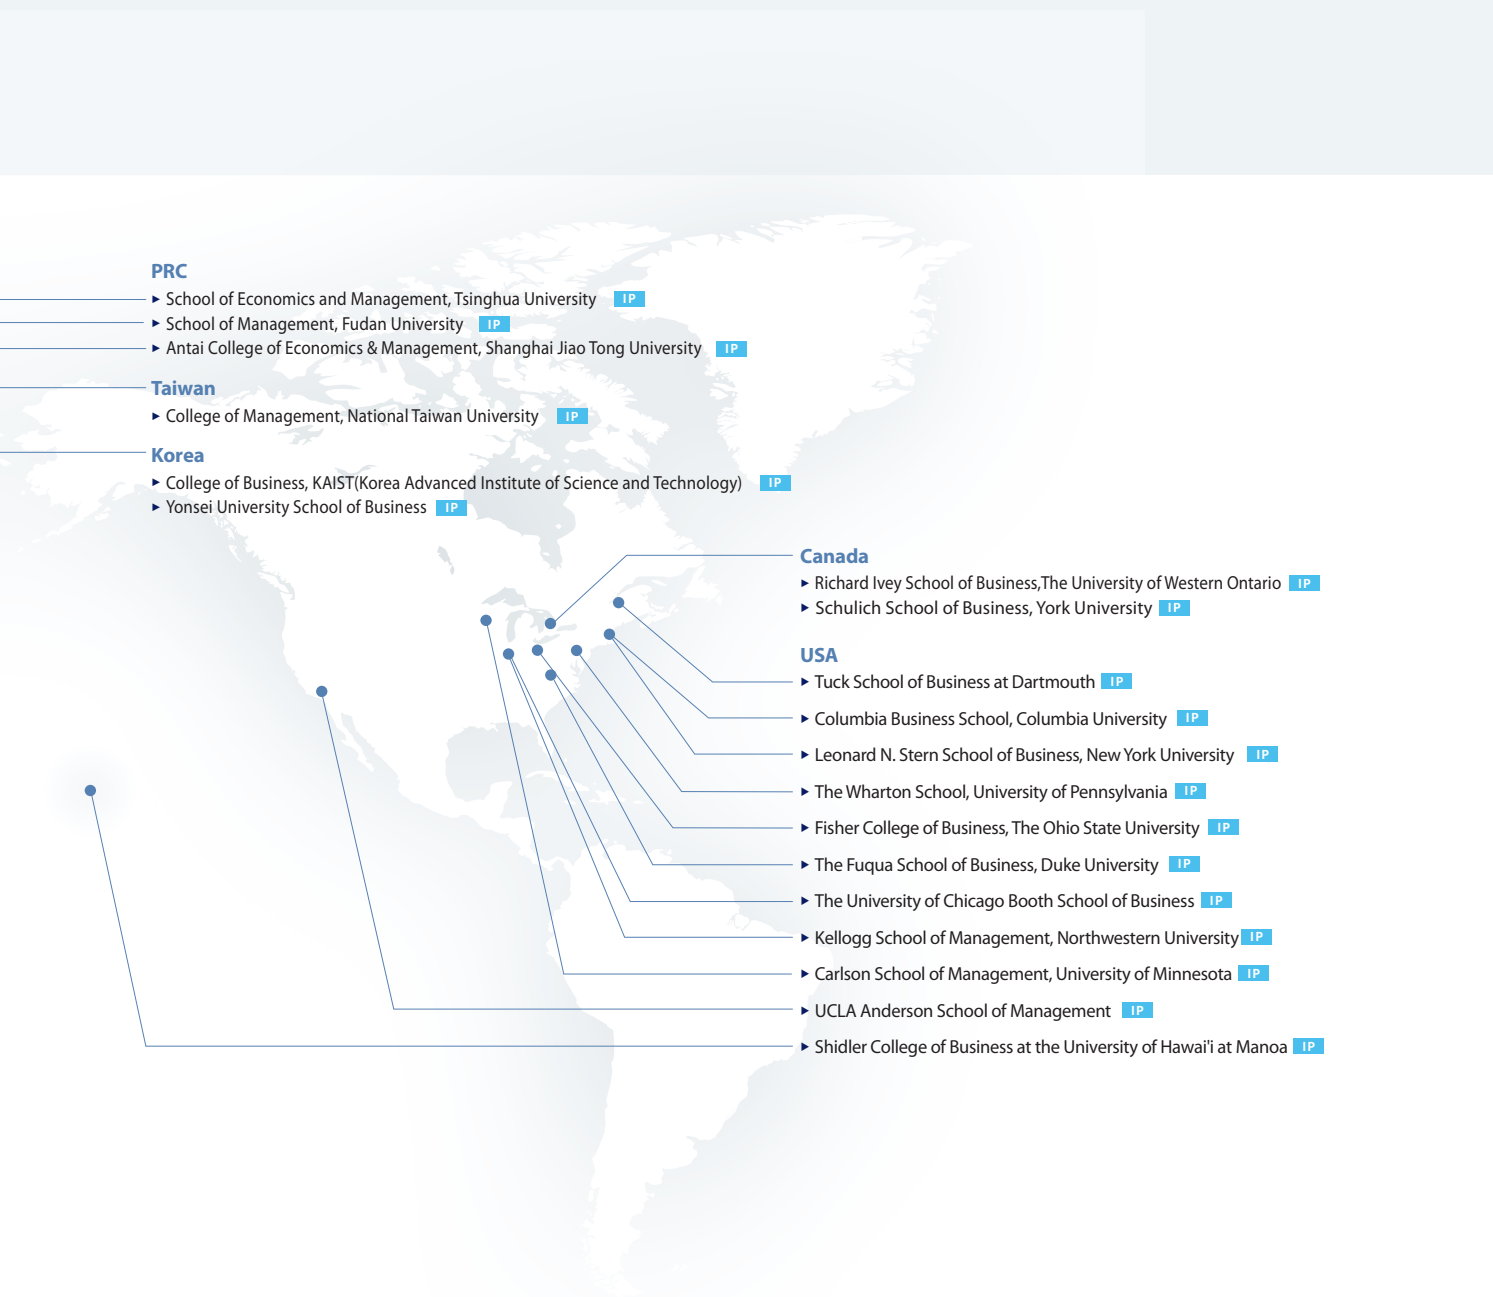 PRC
► School of Economics and Management, Tsinghua University IP
► School of Management, Fudan University IP
► Antai College of Economics & Management, Shanghai Jiao Tong University IP
Taiwan
► College of Management, National Taiwan University IP
Korea
► College of Business, KAIST(Korea Advanced Institute of Science and Technology) IP
► Yonsei University School of Business IP
Canada
► Richard Ivey School of Business,The University of Western Ontario IP
► Schulich School of Business, York University IP
USA
► Tuck School of Business at Dartmouth IP
► Columbia Business School, Columbia University IP
► Leonard N. Stern School of Business, New York University IP
► The Wharton School, University of Pennsylvania IP
► Fisher College of Business, The Ohio State University IP
► The Fuqua School of Business, Duke University IP
► The University of Chicago Booth School of Business IP
► Kellogg School of Management, Northwestern University IP
► Carlson School of Management, University of Minnesota IP
► UCLA Anderson School of Management IP
► Shidler College of Business at the University of Hawai'i at Manoa IP